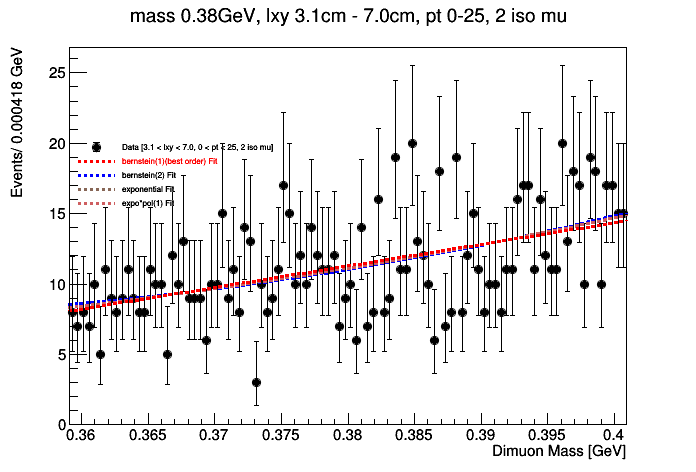 mass 0.38GeV, lxy 3.1cm - 7.0cm, pt 0-25, 2 iso mu
Events/ 0.000418 GeV
25
20
15
10
5
0
Data [3.1 < lxy < 7.0, 0 < pt < 25, 2 iso mu]
bernstein(1)(best order) Fit
bernstein(2) Fit
exponential Fit
expo*pol(1) Fit
0.36 0.365 0.37 0.375 0.38 0.385 0.39 0.395 0.4
Dimuon Mass [GeV]